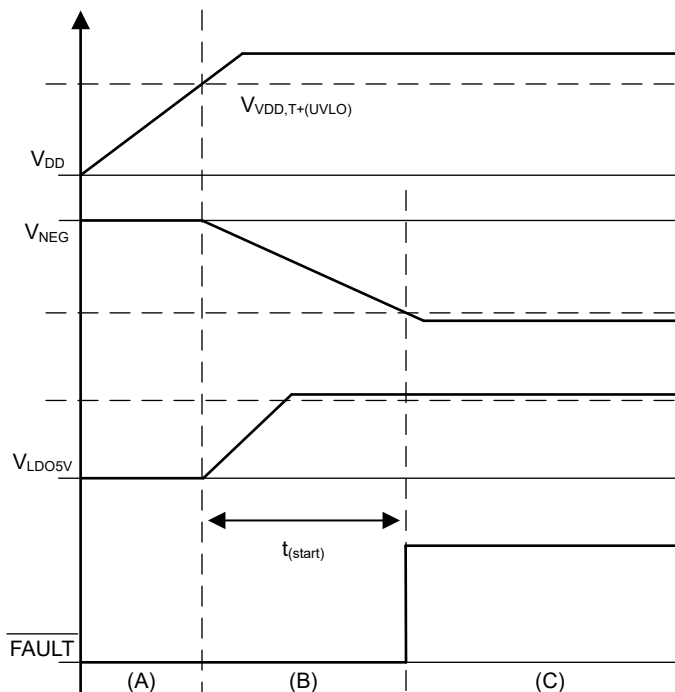 V_VDD,T+(UVLO)
V_DD
V_NEG
V_LDO5V
t_(start)
FAULT
(A) (B) (C)